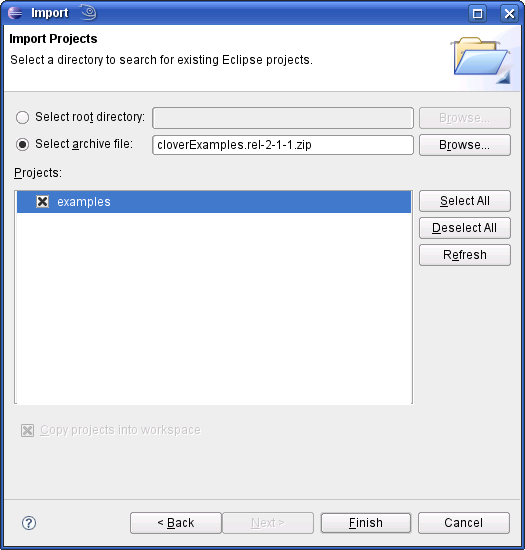 Import
Import Projects
Select a directory to search for existing Eclipse projects.
Select root directory:
Browse...
Select archive file: cloverExamples.rel-2-1-1.zip Browse...
Projects:
examples
Select All
Deselect All
Refresh
Copy projects into workspace
? < Back Next > Finish Cancel